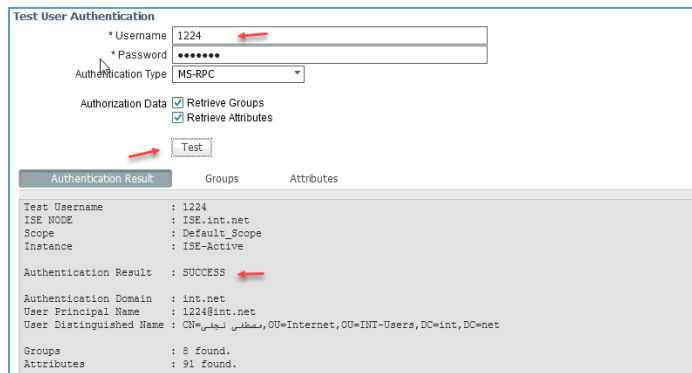 Test User Authentication
* Username 1224
* Password •••••••
Authentication Type MS-RPC
Authorization Data Retrieve Groups
Retrieve Attributes
Test
Authentication Result Groups Attributes
Test Username : 1224
ISE NODE : ISE.int.net
Scope : Default_Scope
Instance : ISE-Active
Authentication Result : SUCCESS
Authentication Domain : int.net
User Principal Name : 1224@int.net
User Distinguished Name : CN=مصطفی نجفی,OU=Internet,OU=INT-Users,DC=int,DC=net
Groups : 8 found.
Attributes : 91 found.